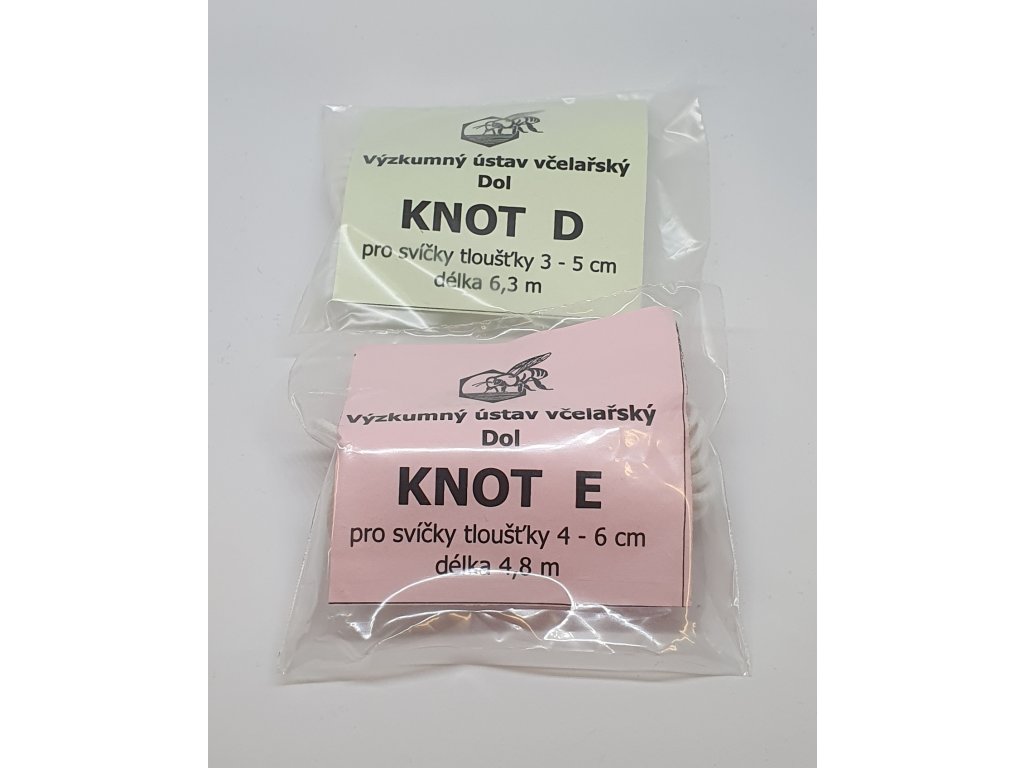 Výzkumný ústav včelařský
Dol
KNOT D
pro svíčky tloušťky 3 - 5 cm
délka 6,3 m
Výzkumný ústav včelařský
Dol
KNOT E
pro svíčky tloušťky 4 - 6 cm
délka 4,8 m